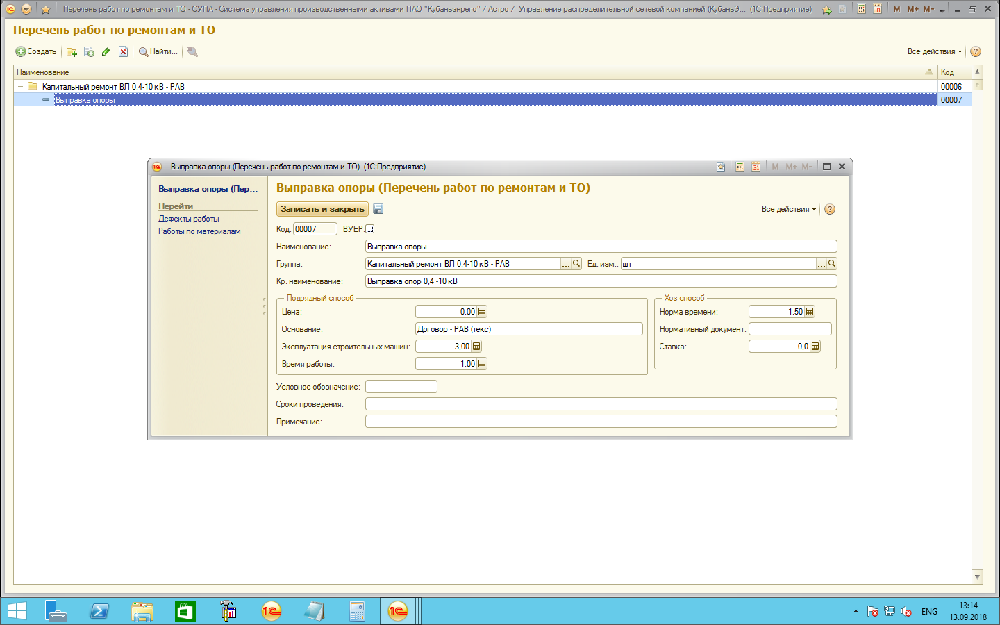 Перечень работ по ремонтам и ТО - СУПА - Система управления производственными активами ПАО "Кубаньэнрего" / Астро / Управление распределительной сетевой компанией (КубаньЭ... (1С:Предприятие)
M M+ M-
Перечень работ по ремонтам и ТО
Создать Найти... Все действия
Наименование Код
Капитальный ремонт ВЛ 0,4-10 кВ - РАВ 00006
Выправка опоры 00007
Выправка опоры (Перечень работ по ремонтам и ТО) (1С:Предприятие) M M+ M-
Выправка опоры (Пер...
Перейти
Дефекты работы
Работы по материалам
Выправка опоры (Перечень работ по ремонтам и ТО)
Записать и закрыть Все действия
Код: 00007 ВУЕР:
Наименование: Выправка опоры
Группа: Капитальный ремонт ВЛ 0,4-10 кВ - РАВ ... Ед. изм.: шт ...
Кр. наименование: Выправка опор 0,4 -10 кВ
Подрядный способ
Цена: 0,00
Основание: Договор - РАВ (текс)
Эксплуатация строительных машин: 3,00
Время работы: 1,00
Хоз способ
Норма времени: 1,50
Нормативный документ:
Ставка: 0,0
Условное обозначение:
Сроки проведения:
Примечание:
ENG
13:14
13.09.2018